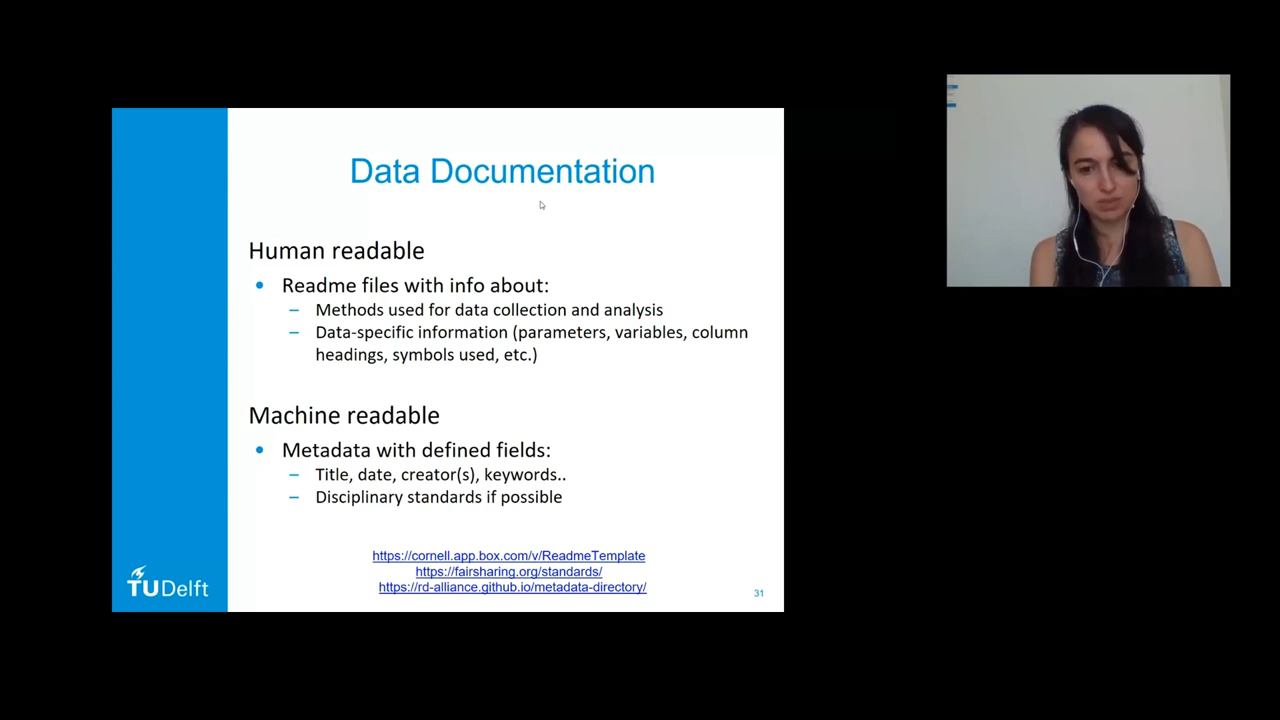 Data Documentation
Human readable
• Readme files with info about:
– Methods used for data collection and analysis
– Data-specific information (parameters, variables, column
headings, symbols used, etc.)
Machine readable
• Metadada with defined fields:
– Title, date, creator(s), keywords..
– Disciplinary standards if possible
https://cornell.app.box.com/v/ReadmeTemplate
https://fairsharing.org/standards/
https://rd-alliance.github.io/metadata-directory/
TUDelft
31